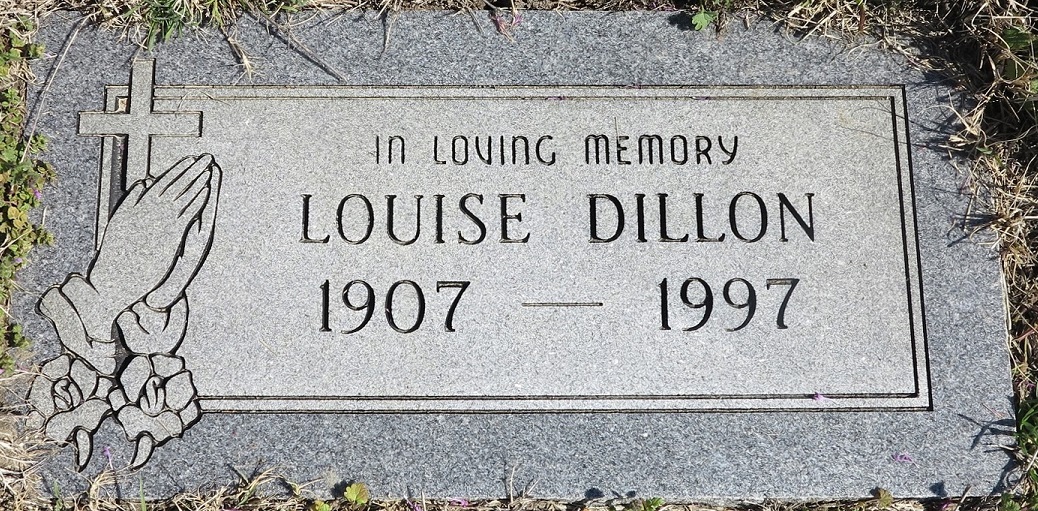 IN LOVING MEMORY
LOUISE DILLON
1907 — 1997